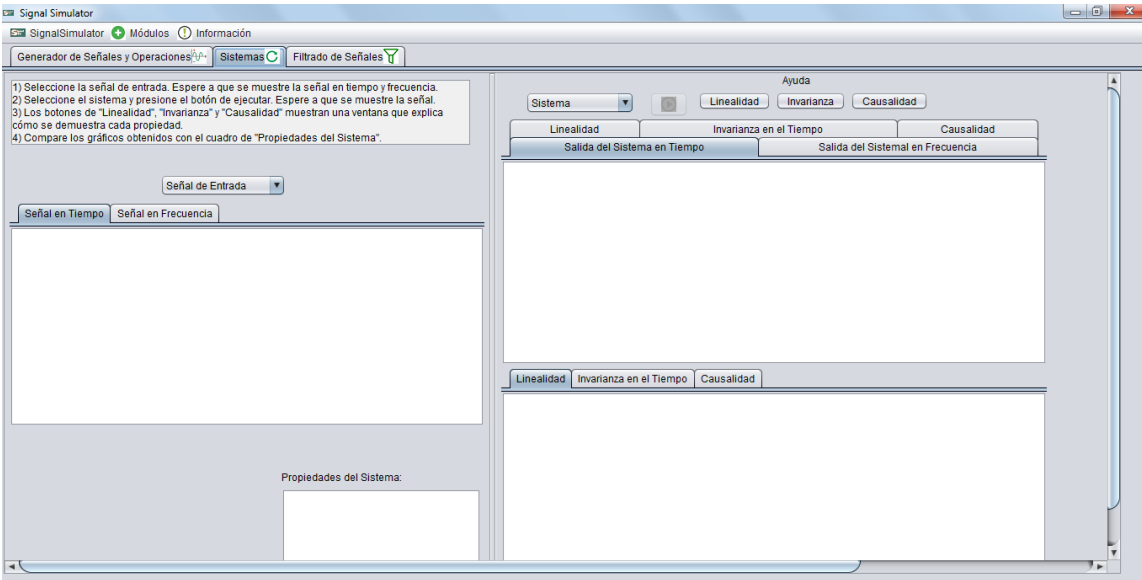 Signal Simulator
SignalSimulator Módulos Información
Generador de Señales y Operaciones Sistemas Filtrado de Señales
1) Seleccione la señal de entrada. Espere a que se muestre la señal en tiempo y frecuencia.
2) Seleccione el sistema y presione el botón de ejecutar. Espere a que se muestre la señal.
3) Los botones de "Linealidad", "Invarianza" y "Causalidad" muestran una ventana que explica
cómo se demuestra cada propiedad.
4) Compare los gráficos obtenidos con el cuadro de "Propiedades del Sistema".
Señal de Entrada
Señal en Tiempo Señal en Frecuencia
Propiedades del Sistema:
Ayuda
Sistema Linealidad Invarianza Causalidad
Linealidad Invarianza en el Tiempo Causalidad
Salida del Sistema en Tiempo Salida del Sistemal en Frecuencia
Linealidad Invarianza en el Tiempo Causalidad